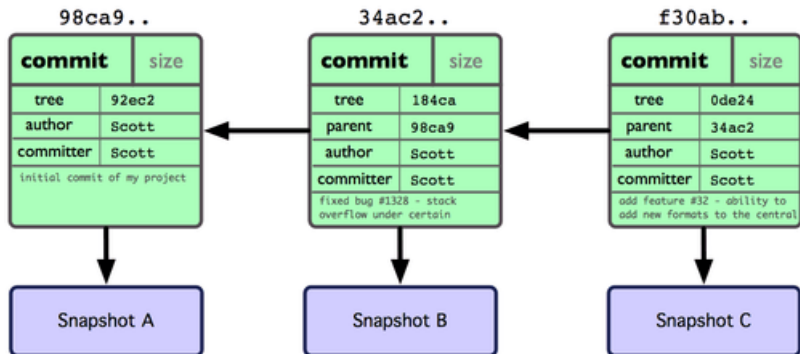 98ca9..
commit size
tree 92ec2
author Scott
committer Scott
initial commit of my project
Snapshot A
34ac2..
commit size
tree 184ca
parent 98ca9
author Scott
committer Scott
fixed bug #1328 - stack
overflow under certain
Snapshot B
f30ab..
commit size
tree 0de24
parent 34ac2
author Scott
committer Scott
add feature #32 - ability to
add new formats to the central
Snapshot C